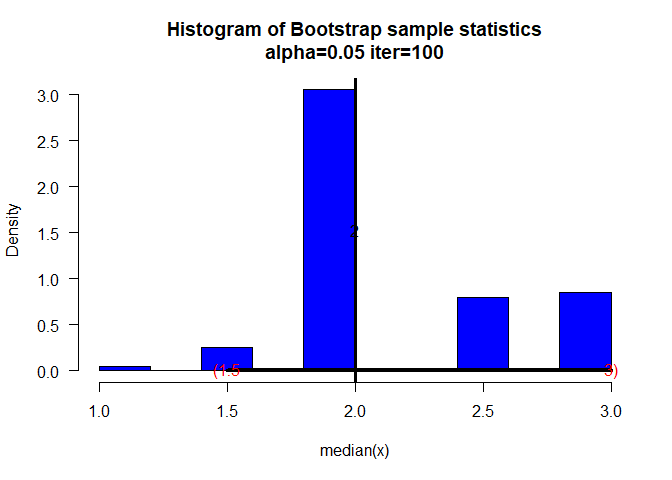 Histogram of Bootstrap sample statistics
alpha=0.05 iter=100
Density
3.0
2.5
2.0
1.5
1.0
0.5
0.0
2
(1.5
3)
1.0 1.5 2.0 2.5 3.0
median(x)